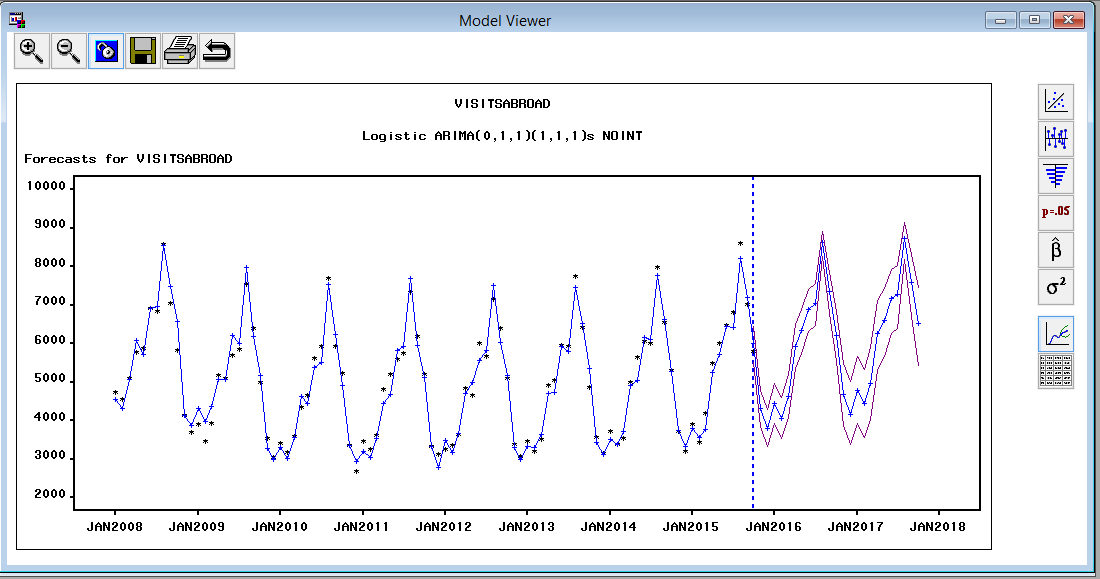 Model Viewer
VISITSABROAD
Logistic ARIMA(0,1,1)(1,1,1)s NOINT
Forecasts for VISITSABROAD
10000
9000
8000
7000
6000
5000
4000
3000
2000
JAN2008 JAN2009 JAN2010 JAN2011 JAN2012 JAN2013 JAN2014 JAN2015 JAN2016 JAN2017 JAN2018
p=.05
β̂
σ²